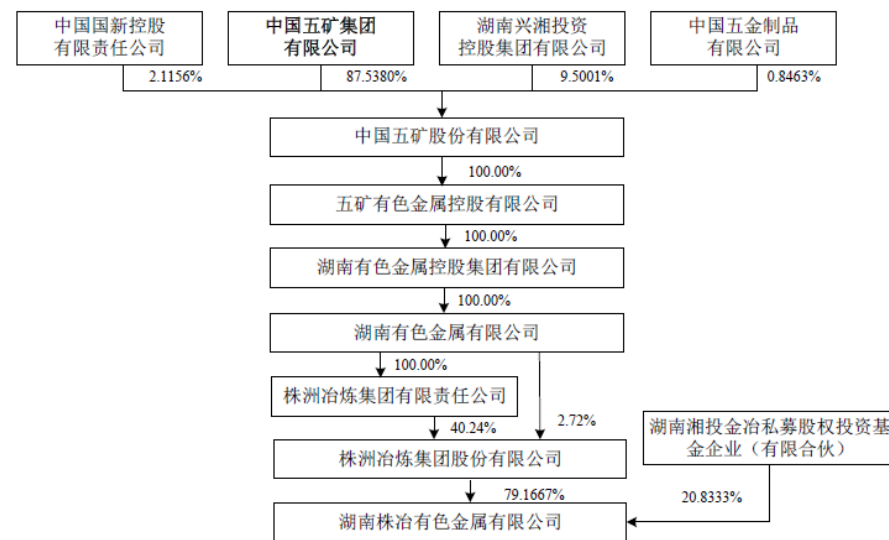 中国国新控股
有限责任公司
中国五矿集团
有限公司
湖南兴湘投资
控股集团有限公司
中国五金制品
有限公司
2.1156%
87.5380%
9.5001%
0.8463%
中国五矿股份有限公司
100.00%
五矿有色金属控股有限公司
100.00%
湖南有色金属控股集团有限公司
100.00%
湖南有色金属有限公司
100.00%
株洲冶炼集团有限责任公司
40.24%
2.72%
湖南湘投金冶私募股权投资基
金企业（有限合伙）
株洲冶炼集团股份有限公司
79.1667%
20.8333%
湖南株冶有色金属有限公司